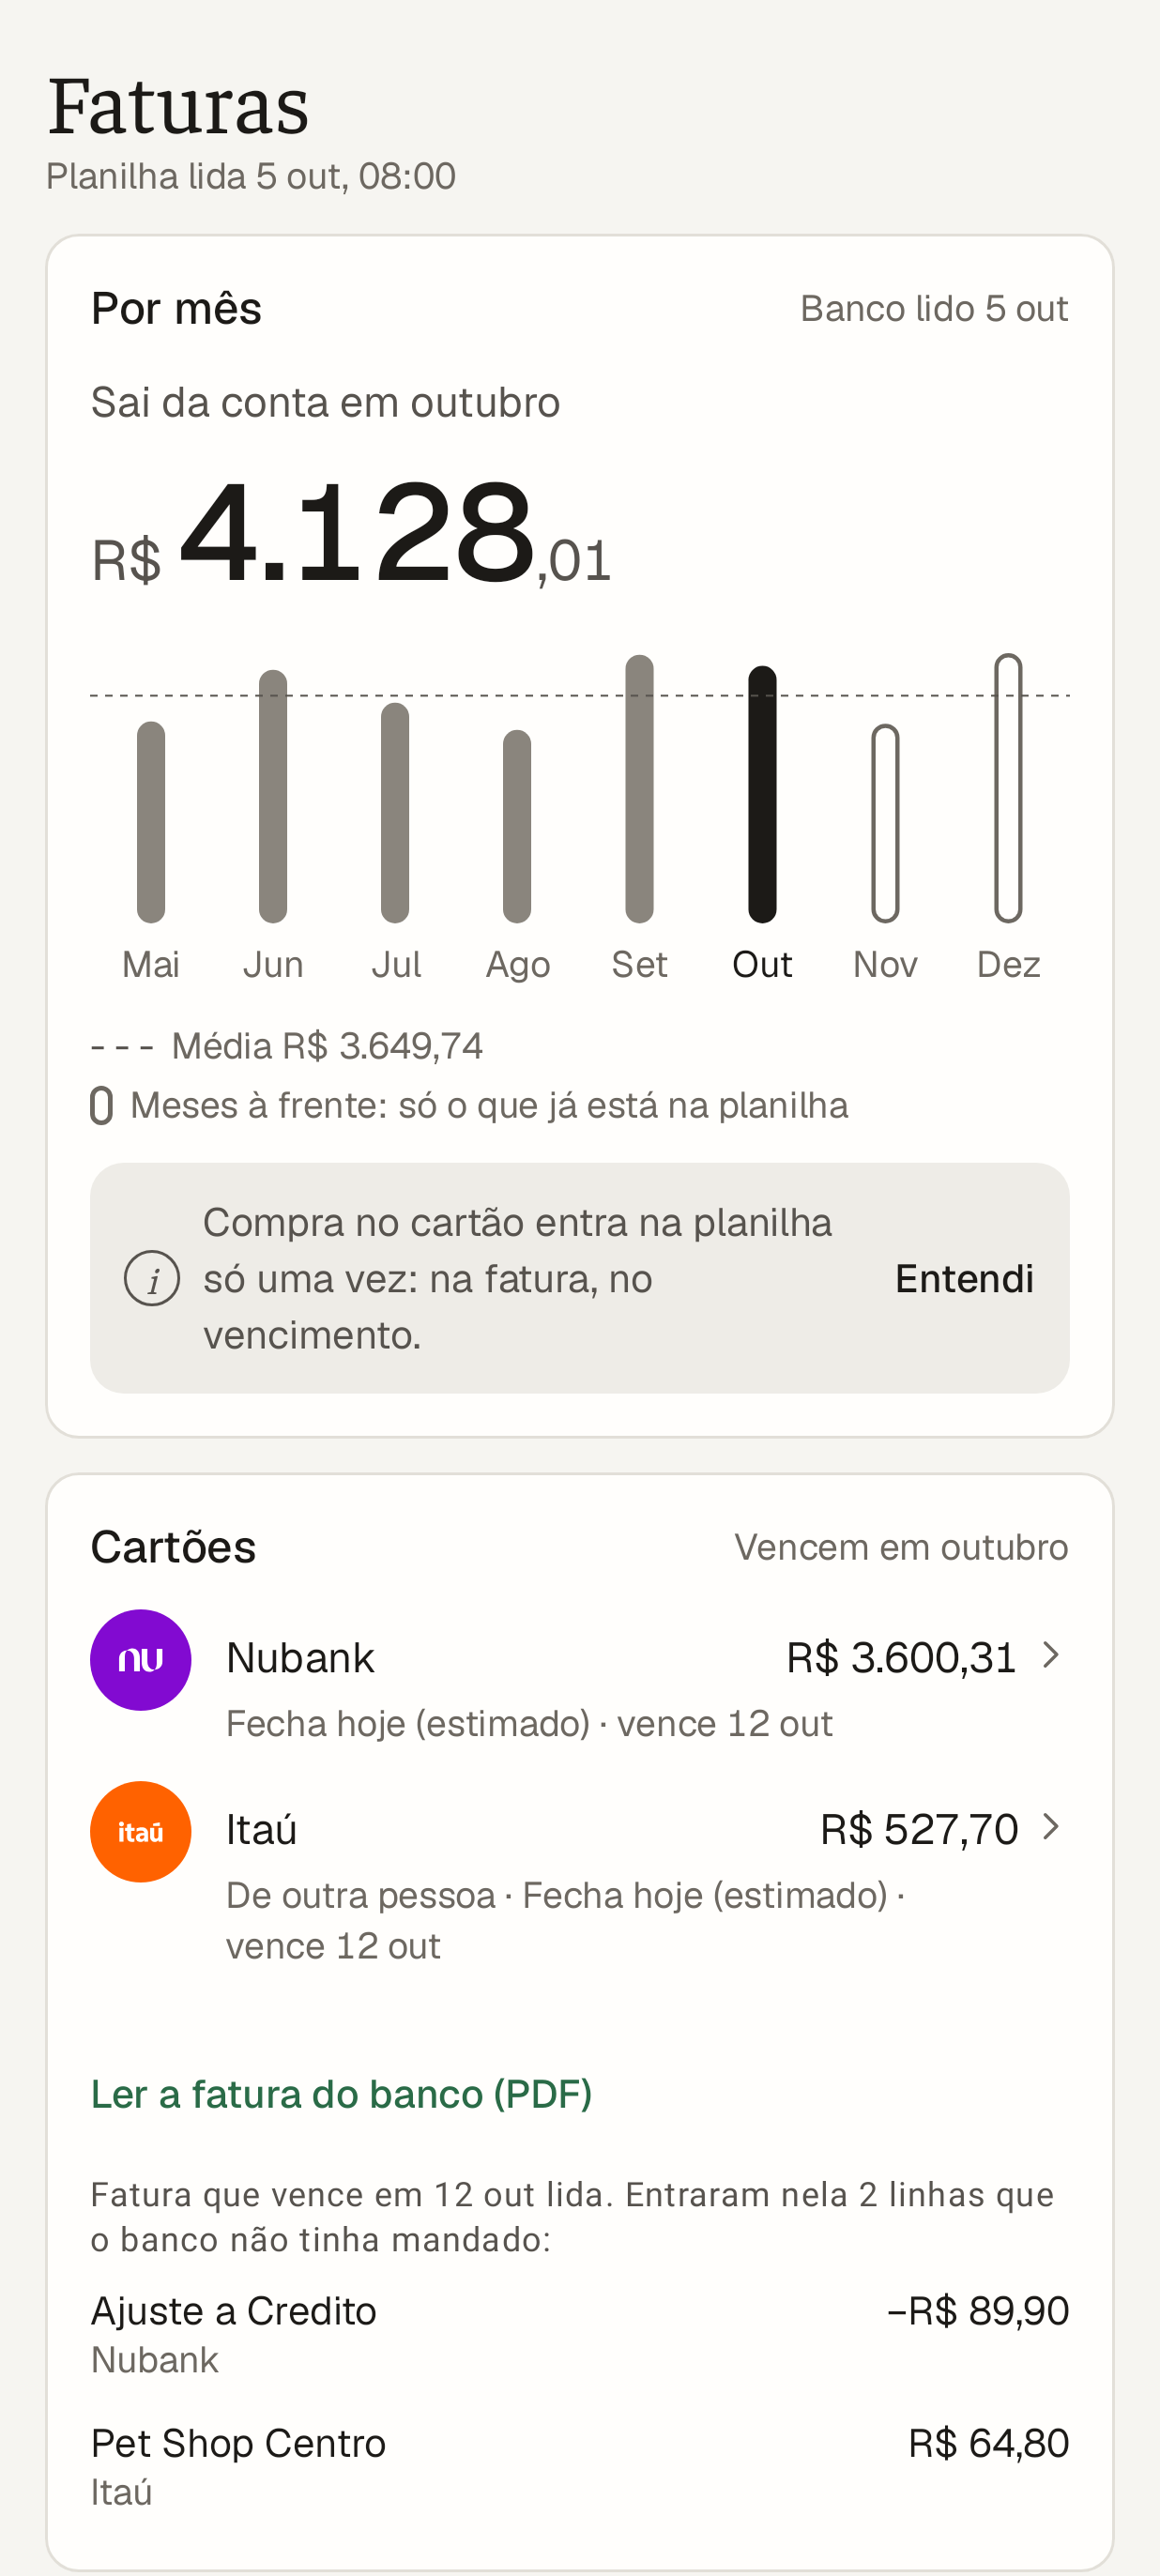 Faturas
Planilha lida 5 out, 08:00
Por mês
Banco lido 5 out
Sai da conta em outubro
R$ 4.128,01
Mai Jun Jul Ago Set Out Nov Dez
--- Média R$ 3.649,74
Meses à frente: só o que já está na planilha
Compra no cartão entra na planilha
só uma vez: na fatura, no
vencimento.
Entendi
Cartões
Vencem em outubro
nu
Nubank
R$ 3.600,31
Fecha hoje (estimado) · vence 12 out
itaú
Itaú
R$ 527,70
De outra pessoa · Fecha hoje (estimado) ·
vence 12 out
Ler a fatura do banco (PDF)
Fatura que vence em 12 out lida. Entraram nela 2 linhas que
o banco não tinha mandado:
Ajuste a Credito
−R$ 89,90
Nubank
Pet Shop Centro
R$ 64,80
Itaú